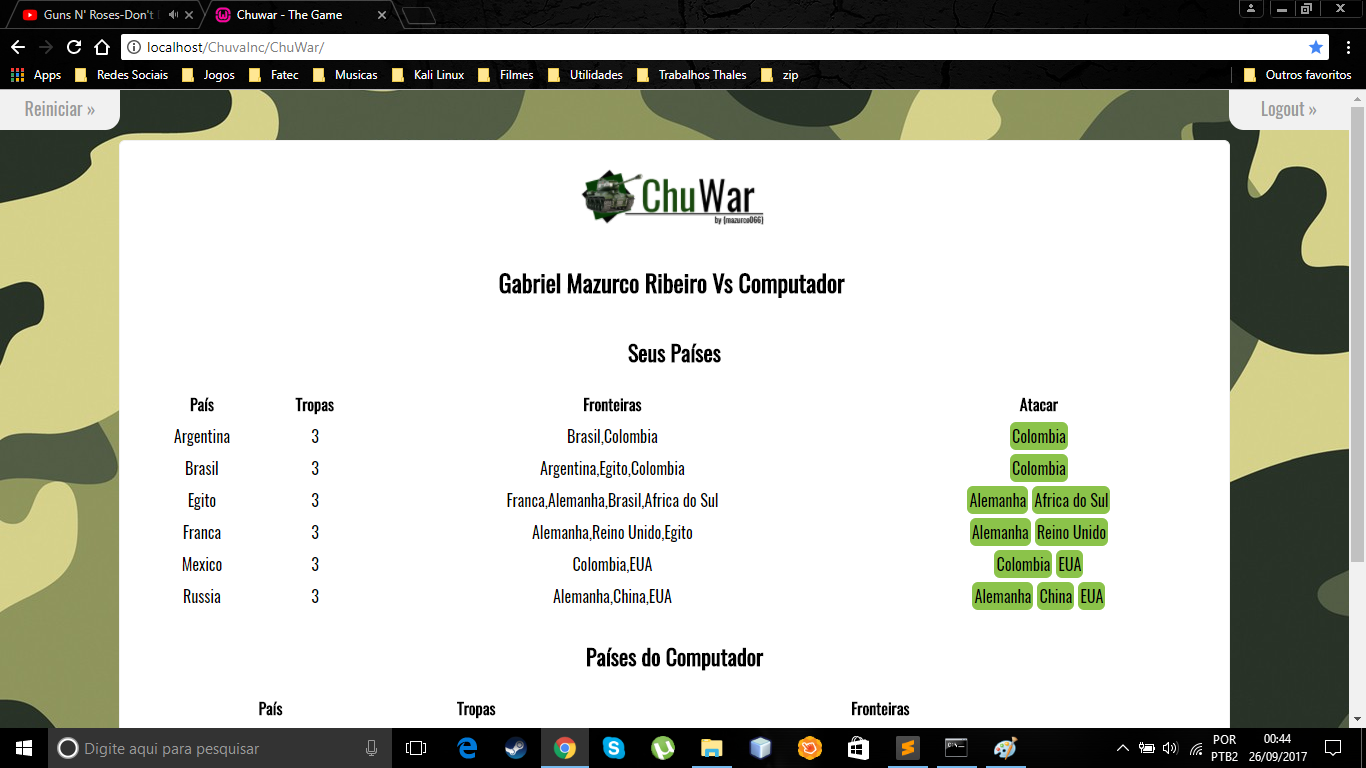 Guns N' Roses-Don't
Chuwar - The Game
localhost/ChuvaInc/ChuWar/
Apps Redes Sociais Jogos Fatec Musicas Kali Linux Filmes Utilidades Trabalhos Thales zip Outros favoritos
Reiniciar » Logout »
ChuWar
by {mazurco066}
Gabriel Mazurco Ribeiro Vs Computador
Seus Países
País Tropas Fronteiras Atacar
Argentina 3 Brasil,Colombia Colombia
Brasil 3 Argentina,Egito,Colombia Colombia
Egito 3 Franca,Alemanha,Brasil,Africa do Sul Alemanha Africa do Sul
Franca 3 Alemanha,Reino Unido,Egito Alemanha Reino Unido
Mexico 3 Colombia,EUA Colombia EUA
Russia 3 Alemanha,China,EUA Alemanha China EUA
Países do Computador
País Tropas Fronteiras
Digite aqui para pesquisar
POR
PTB2
00:44
26/09/2017